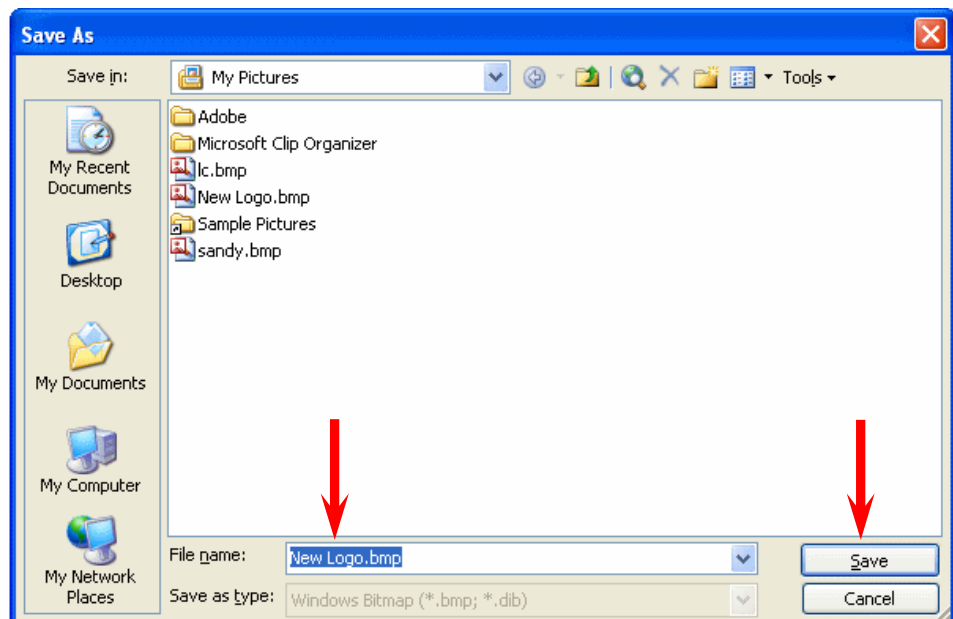 Save As
Save in:
My Pictures
Tools
My Recent
Documents
Desktop
My Documents
My Computer
My Network
Places
Adobe
Microsoft Clip Organizer
lc.bmp
New Logo.bmp
Sample Pictures
sandy.bmp
File name:
New Logo.bmp
Save
Save as type:
Windows Bitmap (*.bmp; *.dib)
Cancel